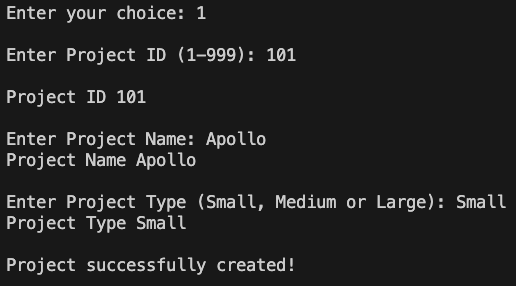 Enter your choice: 1
Enter Project ID (1-999): 101
Project ID 101
Enter Project Name: Apollo
Project Name Apollo
Enter Project Type (Small, Medium or Large): Small
Project Type Small
Project successfully created!